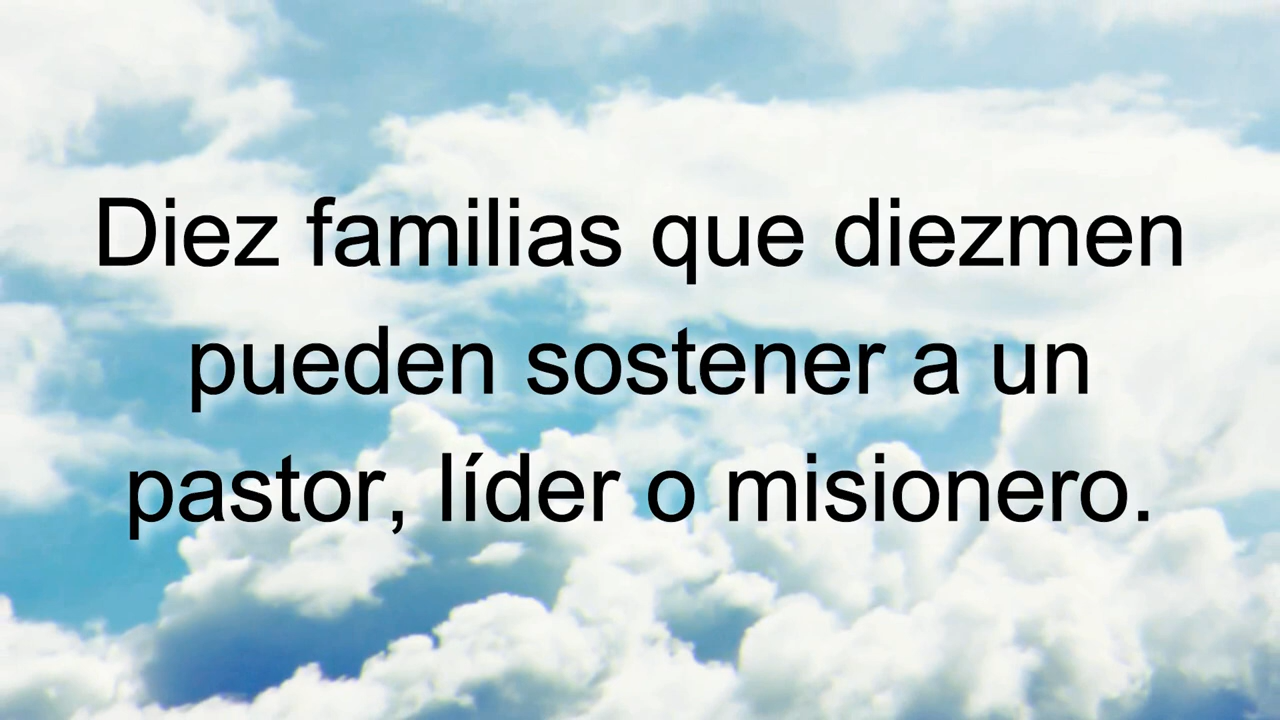 Diez familias que diezmen
pueden sostener a un
pastor, líder o misionero.